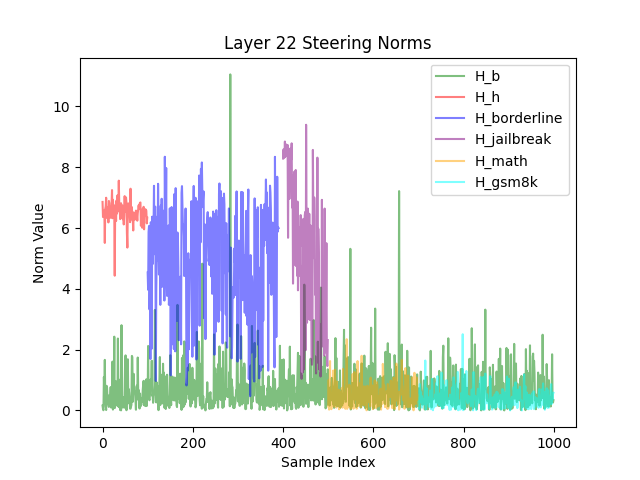 Layer 22 Steering Norms
H_b
H_h
H_borderline
H_jailbreak
H_math
H_gsm8k
Norm Value
10
8
6
4
2
0
0 200 400 600 800 1000
Sample Index